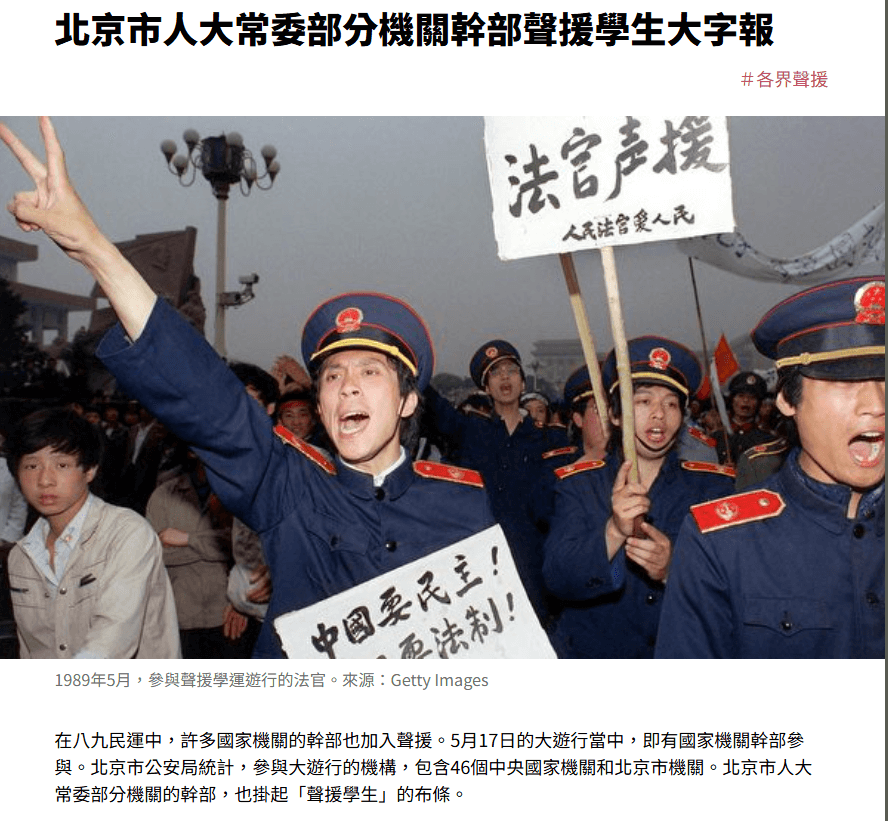 北京市人大常委部分機關幹部聲援學生大字報
＃各界聲援
法官声援
人民法官爱人民
中國要民主！
要法制！
1989年5月，參與聲援學運遊行的法官。來源：Getty Images
在八九民運中，許多國家機關的幹部也加入聲援。5月17日的大遊行當中，即有國家機關幹部參
與。北京市公安局統計，參與大遊行的機構，包含46個中央國家機關和北京市機關。北京市人大
常委部分機關的幹部，也掛起「聲援學生」的布條。